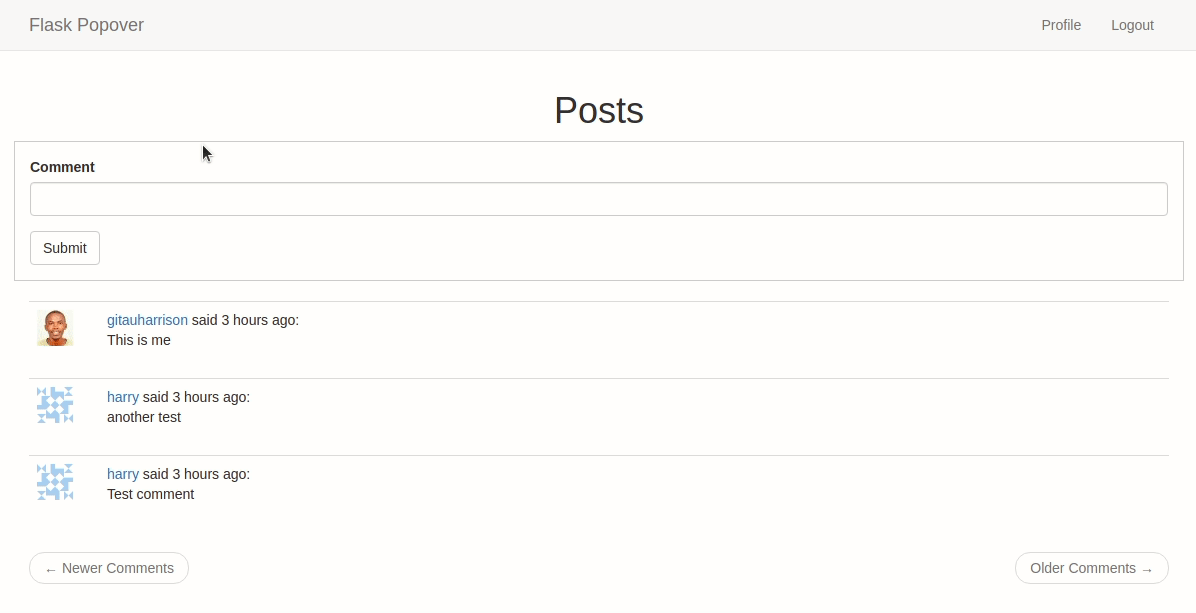 Flask Popover Profile Logout
Posts
Comment
Submit
gitauharrison said 3 hours ago:
This is me
harry said 3 hours ago:
another test
harry said 3 hours ago:
Test comment
← Newer Comments Older Comments →